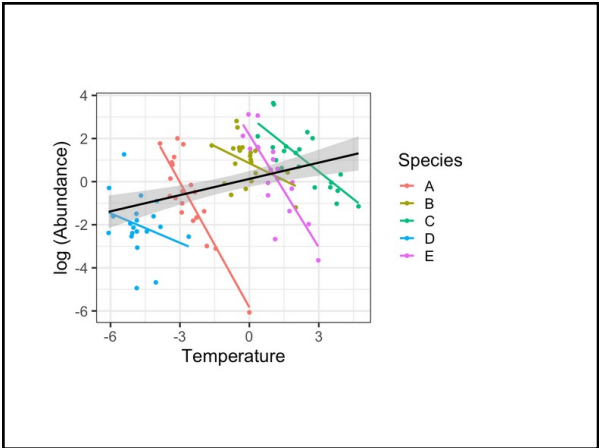 4
2
0
-2
-4
-6
log (Abundance)
-6 -3 0 3
Temperature
Species
A
B
C
D
E